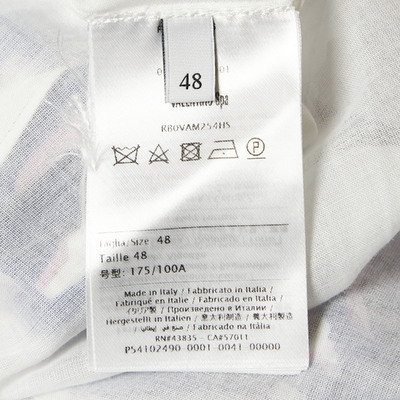 48
VALENTINO Spa
RB0VAM254HS
P
Taglia/Size 48
Taille 48
号型: 175/100A
Made in Italy / Fabbricato in Italia /
Fabriqué en Italie / Fabricado en Italia /
イタリア製 / Произведено в Италии /
Hergestellt in Italien / 意大利制造 / 義大利製造
صنع في إيطاليا / Fabricado na Itália
RN#43835 - CA#57011
P54102490 0001 0041 00000